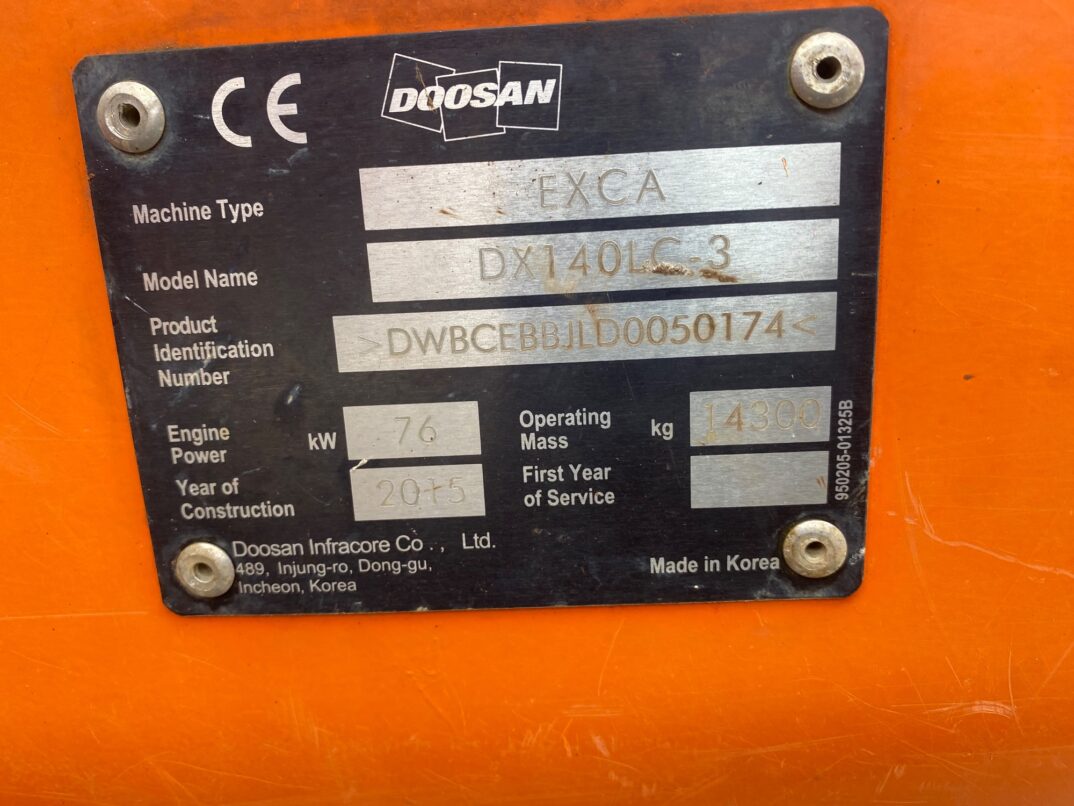 CE
DOOSAN
Machine Type EXCA
Model Name DX140LC-3
Product
Identification
Number >DWBCEBBJLD0050174<
Engine
Power kW 76
Operating
Mass kg 14300
Year of
Construction 2015
First Year
of Service
950205-01325B
Doosan Infracore Co ., Ltd.
489, Injung-ro, Dong-gu,
Incheon, Korea
Made in Korea